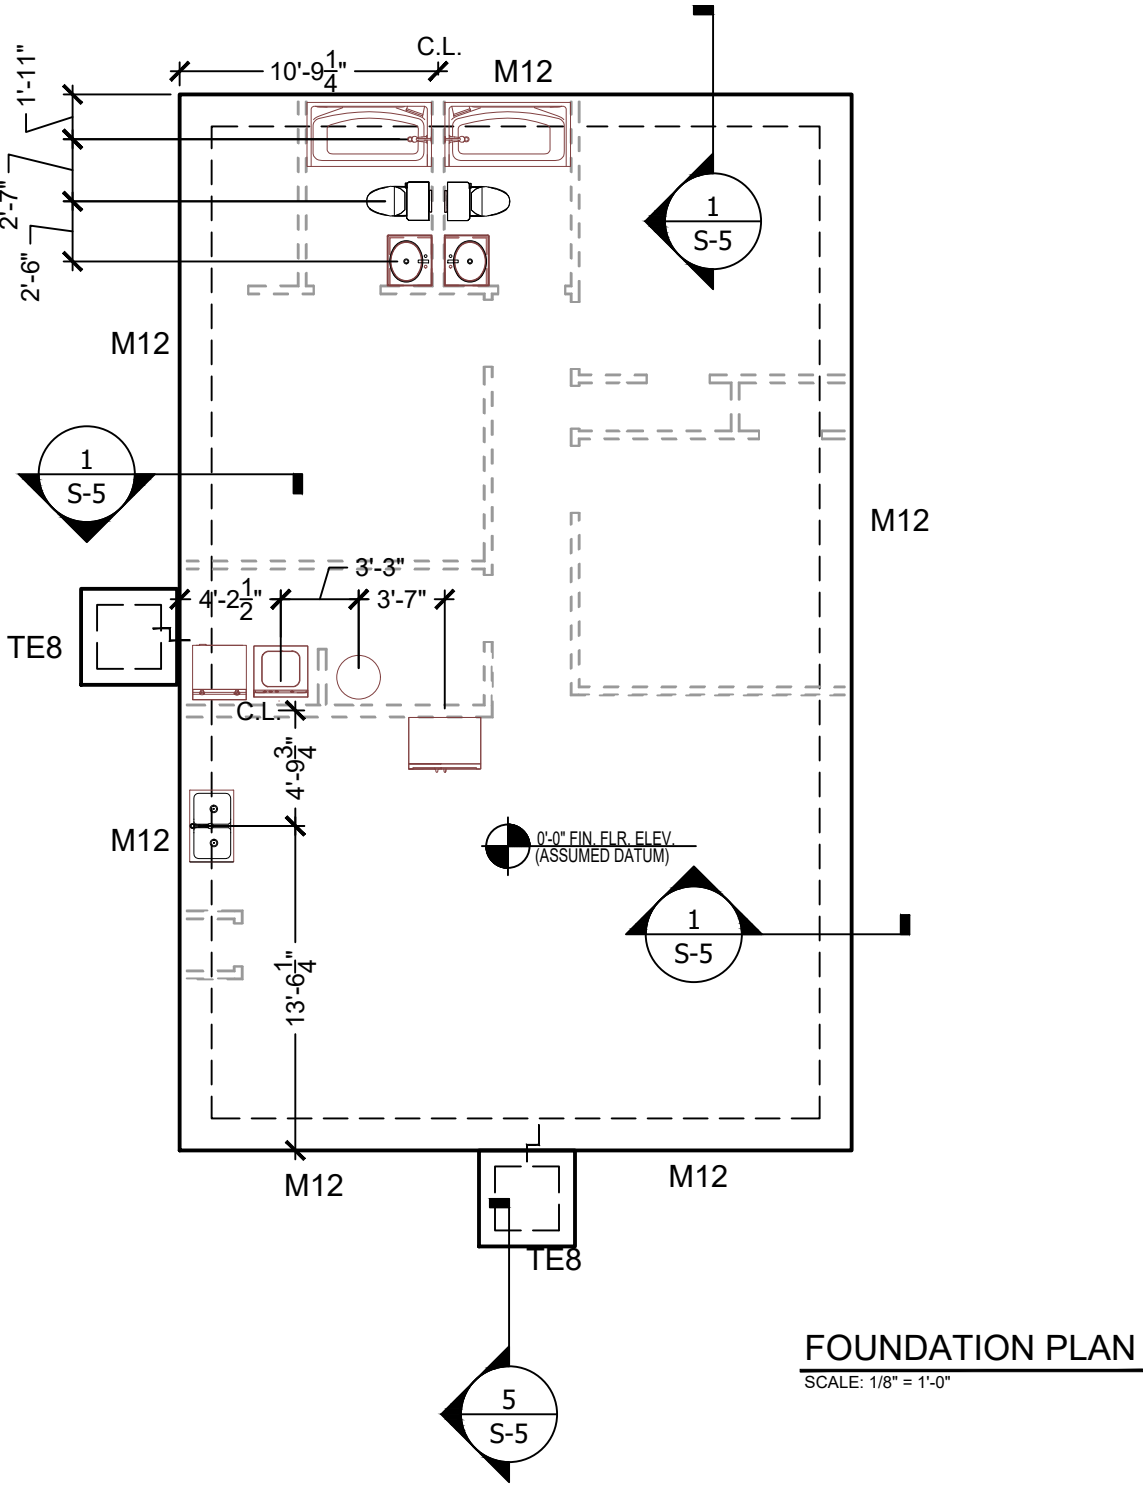 C.L.
10'-9 1/4"
M12
1'-11"
2'-7"
2'-6"
1
S-5
M12
1
S-5
M12
3'-3"
4'-2 1/2"
3'-7"
TE8
C.L.
4'-9 3/4"
M12
0'-0" FIN. FLR. ELEV.
(ASSUMED DATUM)
1
S-5
13'-6 1/4"
M12
M12
TE8
FOUNDATION PLAN
SCALE: 1/8" = 1'-0"
5
S-5